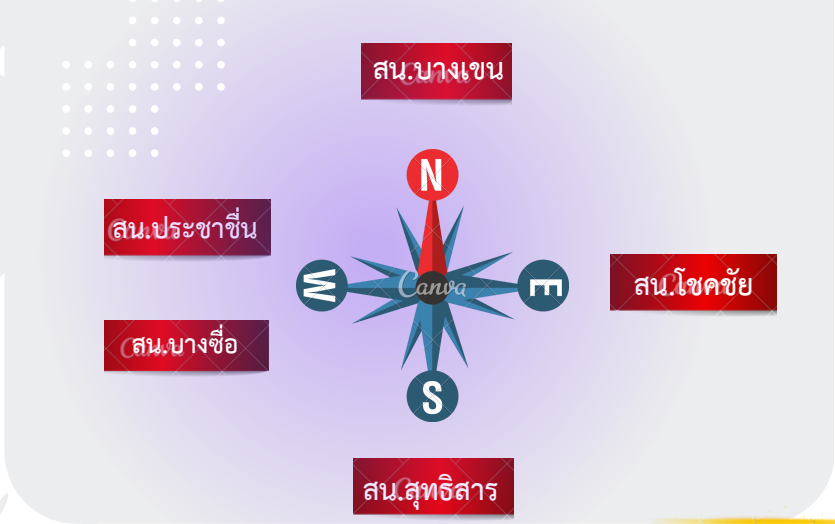 สน.บางเขน
N
สน.ประชาชื่น
W
Canva
E
สน.โชคชัย
สน.บางซื่อ
S
สน.สุทธิสาร